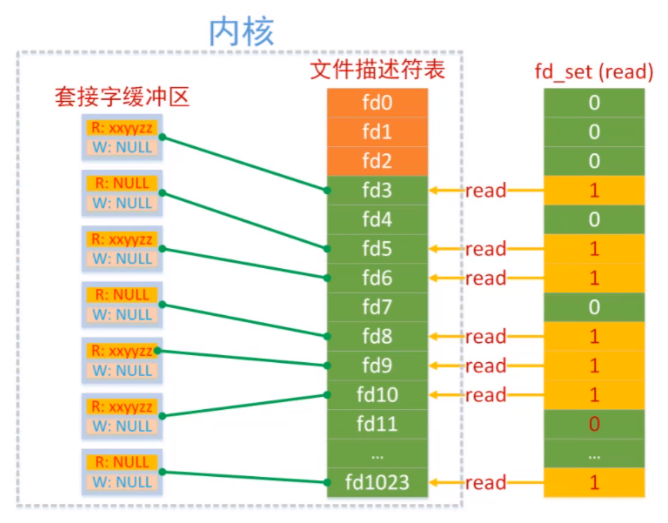 内核
套接字缓冲区
R: xxyyzz
W: NULL
R: NULL
W: NULL
R: xxyyzz
W: NULL
R: NULL
W: NULL
R: xxyyzz
W: NULL
R: xxyyzz
W: NULL
R: NULL
W: NULL
文件描述符表
fd0
fd1
fd2
fd3
fd4
fd5
fd6
fd7
fd8
fd9
fd10
fd11
...
fd1023
read
read
read
read
read
read
read
fd_set (read)
0
0
0
1
0
1
1
0
1
1
1
0
...
1